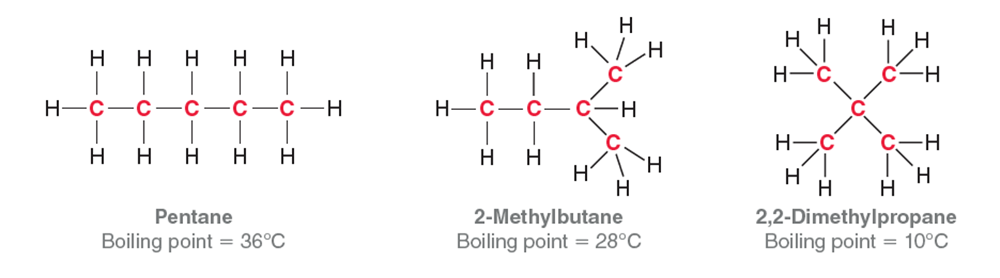 H H H H H
H C C C C C H
H H H H H
Pentane
Boiling point = 36°C
H H
H H H
H H C
H C C C H
C
H H H H
H
2-Methylbutane
Boiling point = 28°C
H H
H H
H C C H
C
H C C H
H H
H H
2,2-Dimethylpropane
Boiling point = 10°C